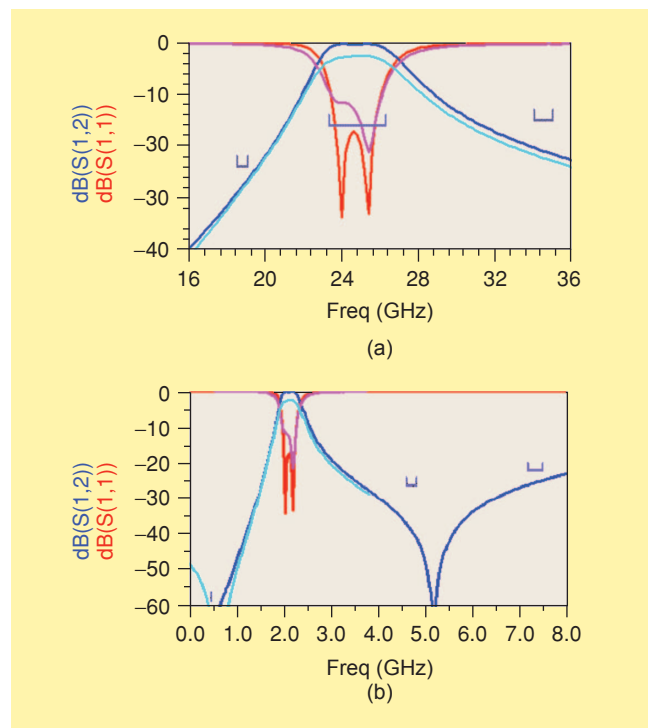 0
−10
−20
−30
−40
dB(S(1,2))
dB(S(1,1))
16 20 24 28 32 36
Freq (GHz)
(a)
0
−10
−20
−30
−40
−50
−60
dB(S(1,2))
dB(S(1,1))
0.0 1.0 2.0 3.0 4.0 5.0 6.0 7.0 8.0
Freq (GHz)
(b)